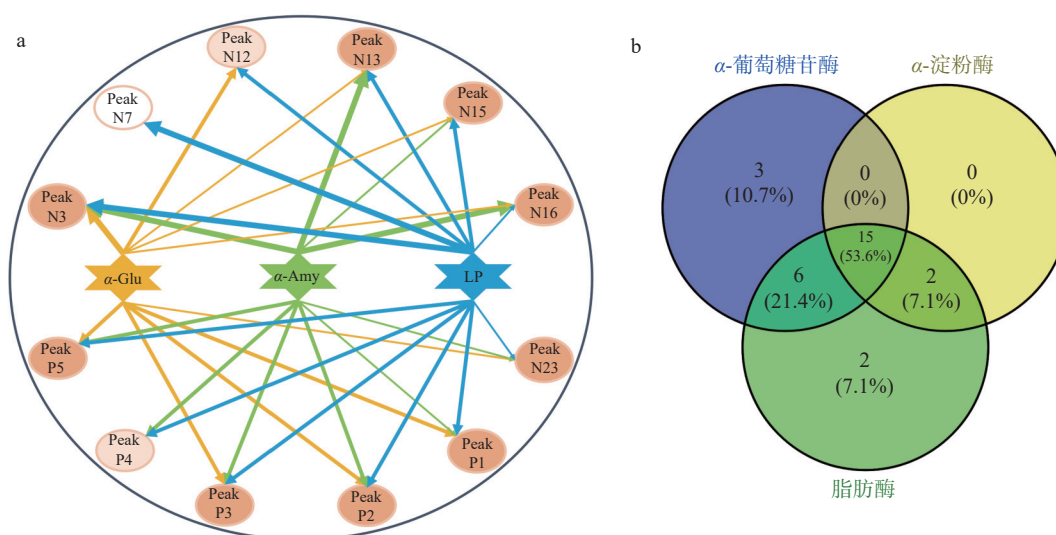 a
Peak
N12
Peak
N13
Peak
N7
Peak
N15
Peak
N3
Peak
N16
α-Glu
α-Amy
LP
Peak
P5
Peak
N23
Peak
P4
Peak
P1
Peak
P3
Peak
P2
b
α-葡萄糖苷酶
α-淀粉酶
3
(10.7%)
0
(0%)
0
(0%)
15
(53.6%)
6
(21.4%)
2
(7.1%)
2
(7.1%)
脂肪酶